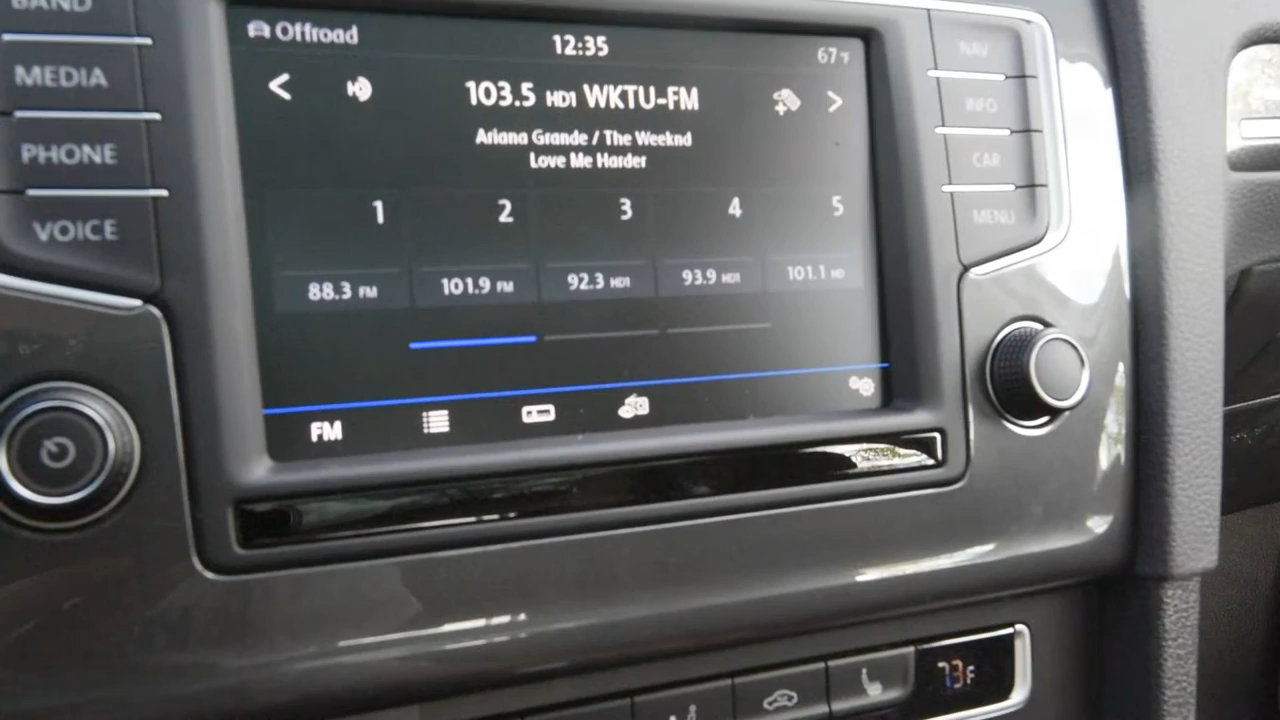 BAND
MEDIA
PHONE
VOICE
Offroad
12:35
67°F
103.5 HD1 WKTU-FM
Ariana Grande / The Weeknd
Love Me Harder
1 2 3 4 5
88.3 FM 101.9 FM 92.3 HD1 93.9 HD1 101.1 HD
FM
NAV
INFO
CAR
MENU
73°F